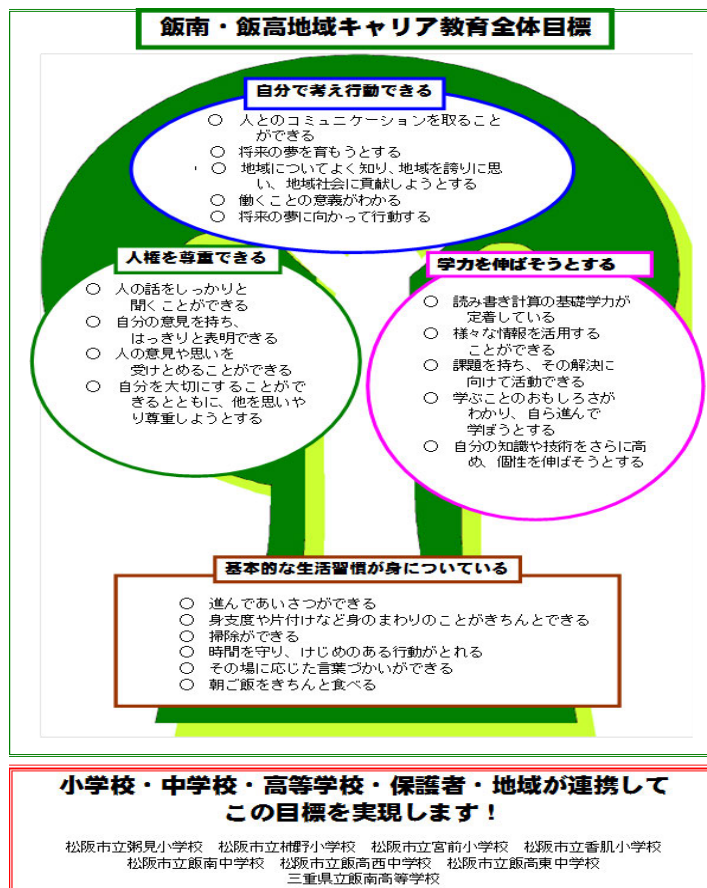 飯南・飯高地域キャリア教育全体目標
自分で考え行動できる
○ 人とのコミュニケーションを取ること
ができる
○ 将来の夢を育もうとする
○ 地域についてよく知り、地域を誇りに思
い、地域社会に貢献しようとする
○ 働くことの意義がわかる
○ 将来の夢に向かって行動する
人権を尊重できる
○ 人の話をしっかりと
聞くことができる
○ 自分の意見を持ち、
はっきりと表明できる
○ 人の意見や思いを
受けとめることができる
○ 自分を大切にすることがで
きるとともに、他を思いや
り尊重しようとする
学力を伸ばそうとする
○ 読み書き計算の基礎学力が
定着している
○ 様々な情報を活用する
ことができる
○ 課題を持ち、その解決に
向けて活動できる
○ 学ぶことのおもしろさが
わかり、自ら進んで
学ぼうとする
○ 自分の知識や技術をさらに高
め、個性を伸ばそうとする
基本的な生活習慣が身についている
○ 進んであいさつができる
○ 身支度や片付けなど身のまわりのことがきちんとできる
○ 掃除ができる
○ 時間を守り、けじめのある行動がとれる
○ その場に応じた言葉づかいができる
○ 朝ご飯をきちんと食べる
小学校・中学校・高等学校・保護者・地域が連携して
この目標を実現します！
松阪市立粥見小学校 松阪市立柿野小学校 松阪市立宮前小学校 松阪市立香肌小学校
松阪市立飯南中学校 松阪市立飯高西中学校 松阪市立飯高東中学校
三重県立飯南高等学校